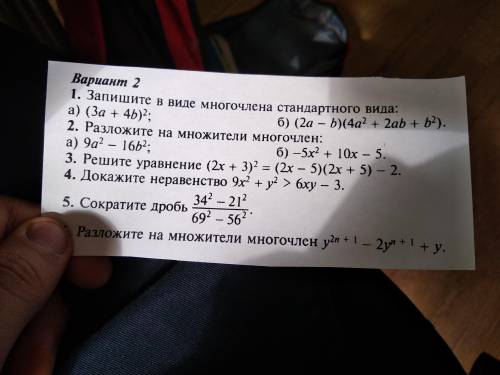 Вариант 2
1. Запишите в виде многочлена стандартного вида:
а) (3a + 4b)²; б) (2a – b)(4a² + 2ab + b²).
2. Разложите на множители многочлен:
а) 9a² – 16b²; б) –5x² + 10x – 5.
3. Решите уравнение (2x + 3)² = (2x – 5)(2x + 5) – 2.
4. Докажите неравенство 9x² + y² > 6xy – 3.
5. Сократите дробь (34² – 21²)/(69² – 56²).
Разложите на множители многочлен y²ⁿ ⁺ ¹ – 2yⁿ ⁺ ¹ + y.